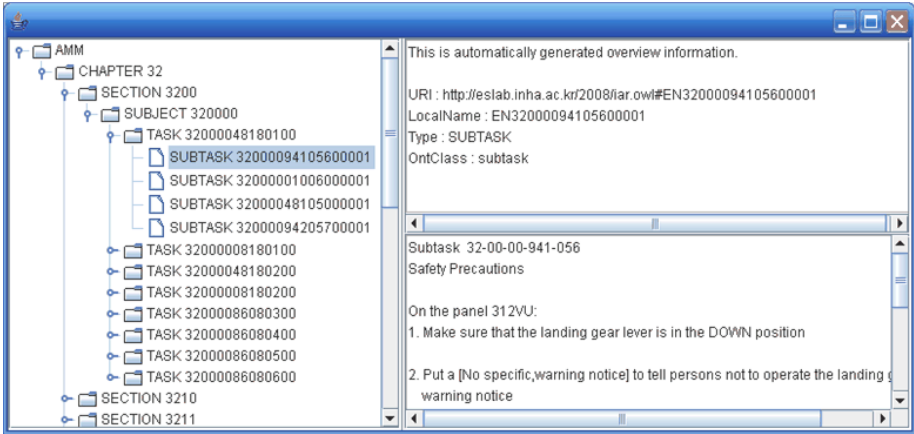 AMM
CHAPTER 32
SECTION 3200
SUBJECT 320000
TASK 32000048180100
SUBTASK 32000094105600001
SUBTASK 32000001006000001
SUBTASK 32000048105000001
SUBTASK 32000094205700001
TASK 32000008180100
TASK 32000048180200
TASK 32000008180200
TASK 32000086080300
TASK 32000086080400
TASK 32000086080500
TASK 32000086080600
SECTION 3210
SECTION 3211
This is automatically generated overview information.
URI : http://eslab.inha.ac.kr/2008/iar.owl#EN32000094105600001
LocalName : EN32000094105600001
Type : SUBTASK
OntClass : subtask
Subtask 32-00-00-941-056
Safety Precautions
On the panel 312VU:
1. Make sure that the landing gear lever is in the DOWN position
2. Put a [No specific,warning notice] to tell persons not to operate the landing
warning notice